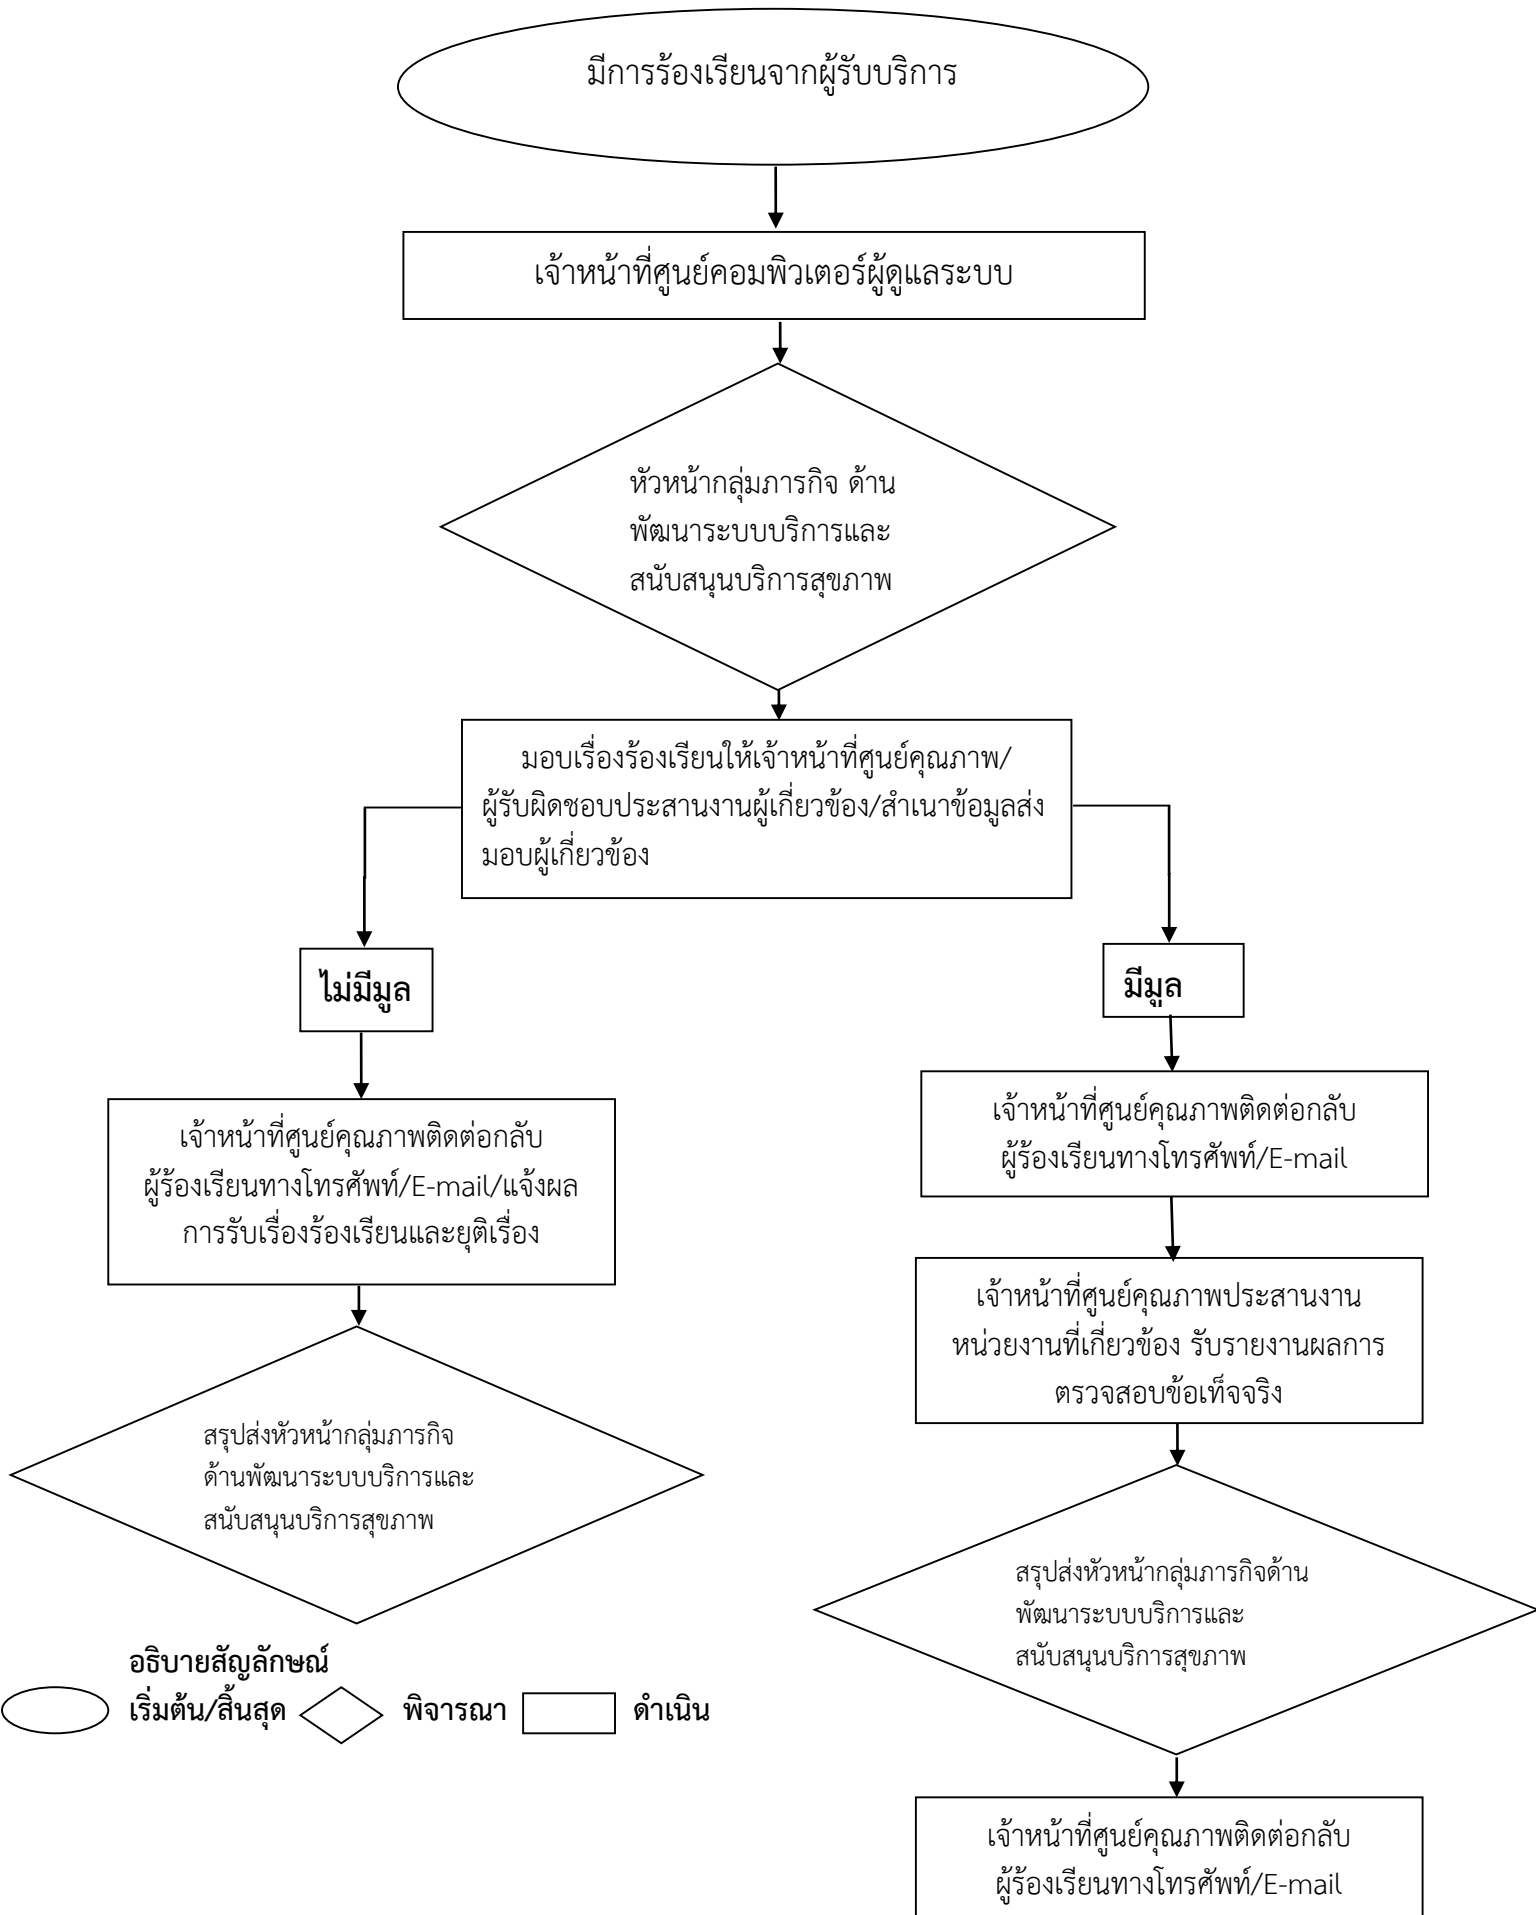 มีการร้องเรียนจากผู้รับบริการ
เจ้าหน้าที่ศูนย์คอมพิวเตอร์ผู้ดูแลระบบ
หัวหน้ากลุ่มภารกิจ ด้าน
พัฒนาระบบบริการและ
สนับสนุนบริการสุขภาพ
มอบเรื่องร้องเรียนให้เจ้าหน้าที่ศูนย์คุณภาพ/
ผู้รับผิดชอบประสานงานผู้เกี่ยวข้อง/สำเนาข้อมูลส่ง
มอบผู้เกี่ยวข้อง
ไม่มีมูล
เจ้าหน้าที่ศูนย์คุณภาพติดต่อกลับ
ผู้ร้องเรียนทางโทรศัพท์/E-mail/แจ้งผล
การรับเรื่องร้องเรียนและยุติเรื่อง
สรุปส่งหัวหน้ากลุ่มภารกิจ
ด้านพัฒนาระบบบริการและ
สนับสนุนบริการสุขภาพ
มีมูล
เจ้าหน้าที่ศูนย์คุณภาพติดต่อกลับ
ผู้ร้องเรียนทางโทรศัพท์/E-mail
เจ้าหน้าที่ศูนย์คุณภาพประสานงาน
หน่วยงานที่เกี่ยวข้อง รับรายงานผลการ
ตรวจสอบข้อเท็จจริง
สรุปส่งหัวหน้ากลุ่มภารกิจด้าน
พัฒนาระบบบริการและ
สนับสนุนบริการสุขภาพ
เจ้าหน้าที่ศูนย์คุณภาพติดต่อกลับ
ผู้ร้องเรียนทางโทรศัพท์/E-mail
อธิบายสัญลักษณ์
เริ่มต้น/สิ้นสุด พิจารณา ดำเนิน